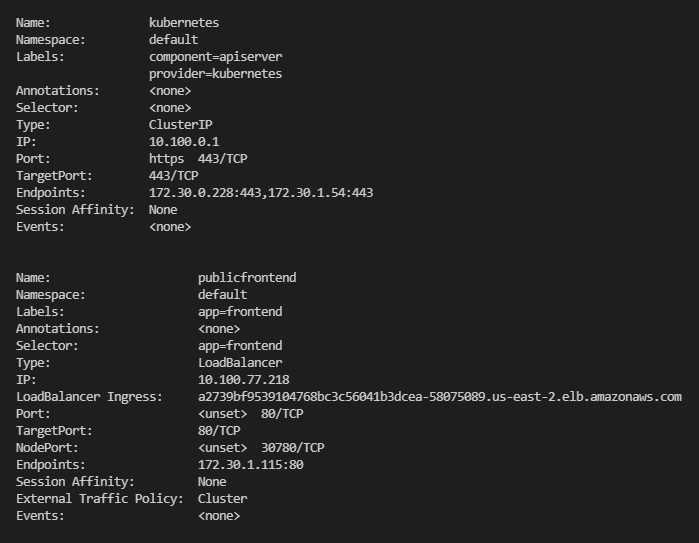 Name:              kubernetes
Namespace:         default
Labels:            component=apiserver
                   provider=kubernetes
Annotations:       <none>
Selector:          <none>
Type:              ClusterIP
IP:                10.100.0.1
Port:              https  443/TCP
TargetPort:        443/TCP
Endpoints:         172.30.0.228:443,172.30.1.54:443
Session Affinity:  None
Events:            <none>

Name:                     publicfrontend
Namespace:                default
Labels:                   app=frontend
Annotations:              <none>
Selector:                 app=frontend
Type:                     LoadBalancer
IP:                       10.100.77.218
LoadBalancer Ingress:     a2739bf9539104768bc3c56041b3dcea-58075089.us-east-2.elb.amazonaws.com
Port:                     <unset>  80/TCP
TargetPort:               80/TCP
NodePort:                 <unset>  30780/TCP
Endpoints:                172.30.1.115:80
Session Affinity:         None
External Traffic Policy:  Cluster
Events:                   <none>